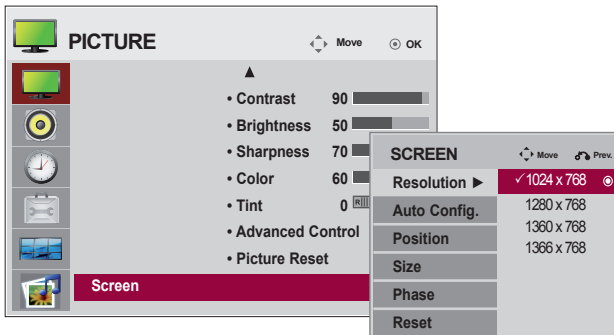 PICTURE
Move
OK
▲
• Contrast 90
• Brightness 50
• Sharpness 70
• Color 60
• Tint 0 R
• Advanced Control
• Picture Reset
Screen
SCREEN
Move
Prev.
Resolution ►
Auto Config.
Position
Size
Phase
Reset
✓1024 x 768
1280 x 768
1360 x 768
1366 x 768